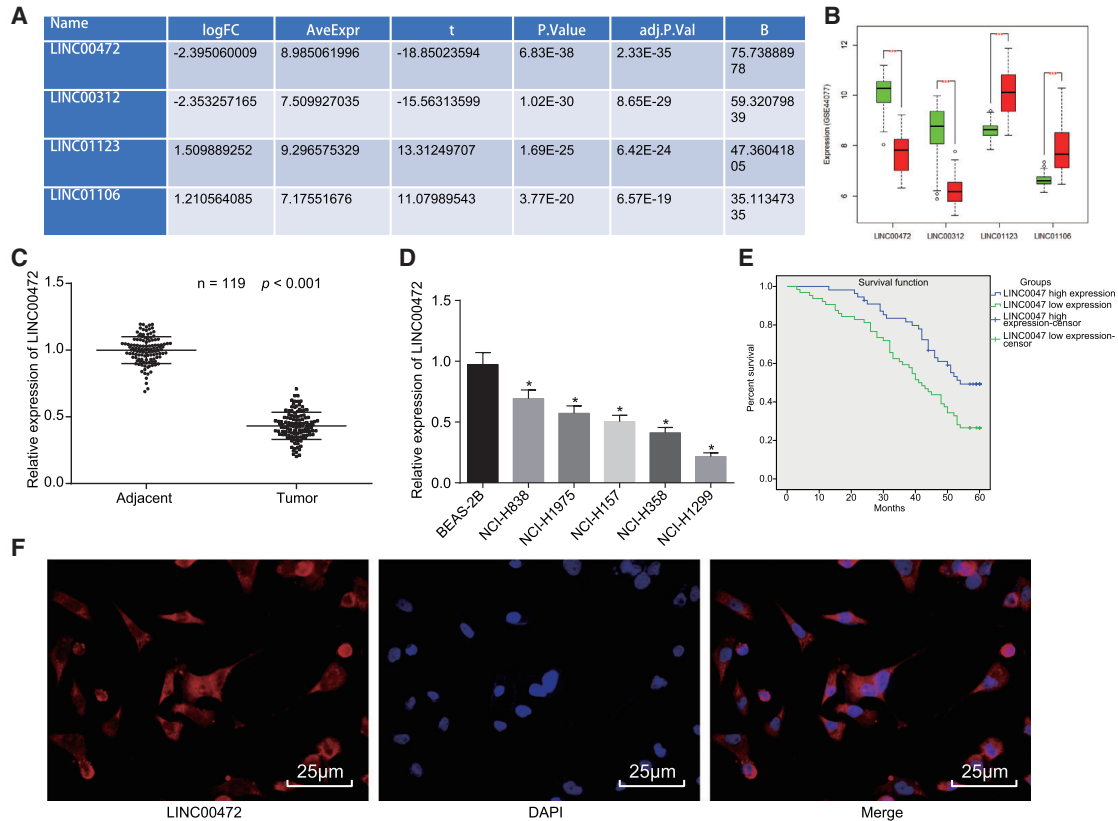 A
Name logFC AveExpr t P.Value adj.P.Val B
LINC00472 -2.395060009 8.985061996 -18.85023594 6.83E-38 2.33E-35 75.738889
78
LINC00312 -2.353257165 7.509927035 -15.56313599 1.02E-30 8.65E-29 59.320798
39
LINC01123 1.509889252 9.296575329 13.31249707 1.69E-25 6.42E-24 47.360418
05
LINC01106 1.210564085 7.17551676 11.07989543 3.77E-20 6.57E-19 35.113473
35
B
Expression (GSE44077)
12
10
8
6
LINC00472 LINC00312 LINC01123 LINC01106
C
Relative expression of LINC00472
n = 119 p < 0.001
1.5
1.0
0.5
0.0
Adjacent Tumor
D
Relative expression of LINC00472
1.5
1.0
0.5
0.0
* * * * *
BEAS-2B NCI-H838 NCI-H1975 NCI-H157 NCI-H358 NCI-H1299
E
Survival function
Percent survival
1.0
0.8
0.6
0.4
0.2
0.0
0 10 20 30 40 50 60
Months
Groups
LINC0047 high expression
LINC0047 low expression
LINC0047 high
expression-censor
LINC0047 low expression-
censor
F
25μm 25μm 25μm
LINC00472 DAPI Merge